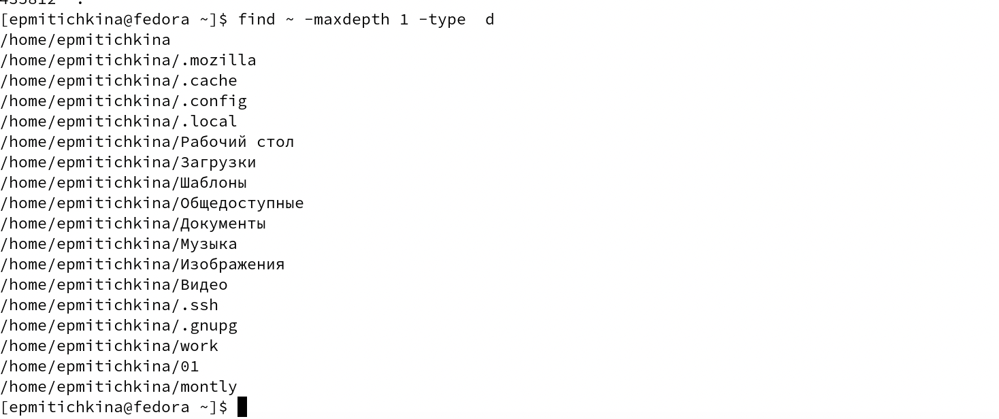 [epmitichkina@fedora ~]$ find ~ -maxdepth 1 -type  d
/home/epmitichkina
/home/epmitichkina/.mozilla
/home/epmitichkina/.cache
/home/epmitichkina/.config
/home/epmitichkina/.local
/home/epmitichkina/Рабочий стол
/home/epmitichkina/Загрузки
/home/epmitichkina/Шаблоны
/home/epmitichkina/Общедоступные
/home/epmitichkina/Документы
/home/epmitichkina/Музыка
/home/epmitichkina/Изображения
/home/epmitichkina/Видео
/home/epmitichkina/.ssh
/home/epmitichkina/.gnupg
/home/epmitichkina/work
/home/epmitichkina/01
/home/epmitichkina/montly
[epmitichkina@fedora ~]$